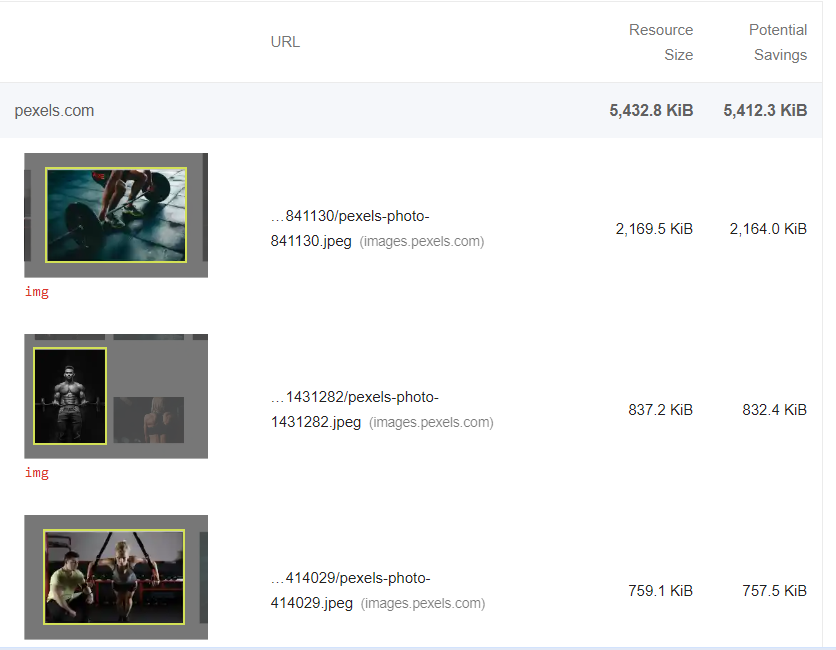 URL
Resource
Size
Potential
Savings
pexels.com
5,432.8 KiB
5,412.3 KiB
…841130/pexels-photo-
841130.jpeg (images.pexels.com)
2,169.5 KiB
2,164.0 KiB
img
…1431282/pexels-photo-
1431282.jpeg (images.pexels.com)
837.2 KiB
832.4 KiB
img
…414029/pexels-photo-
414029.jpeg (images.pexels.com)
759.1 KiB
757.5 KiB